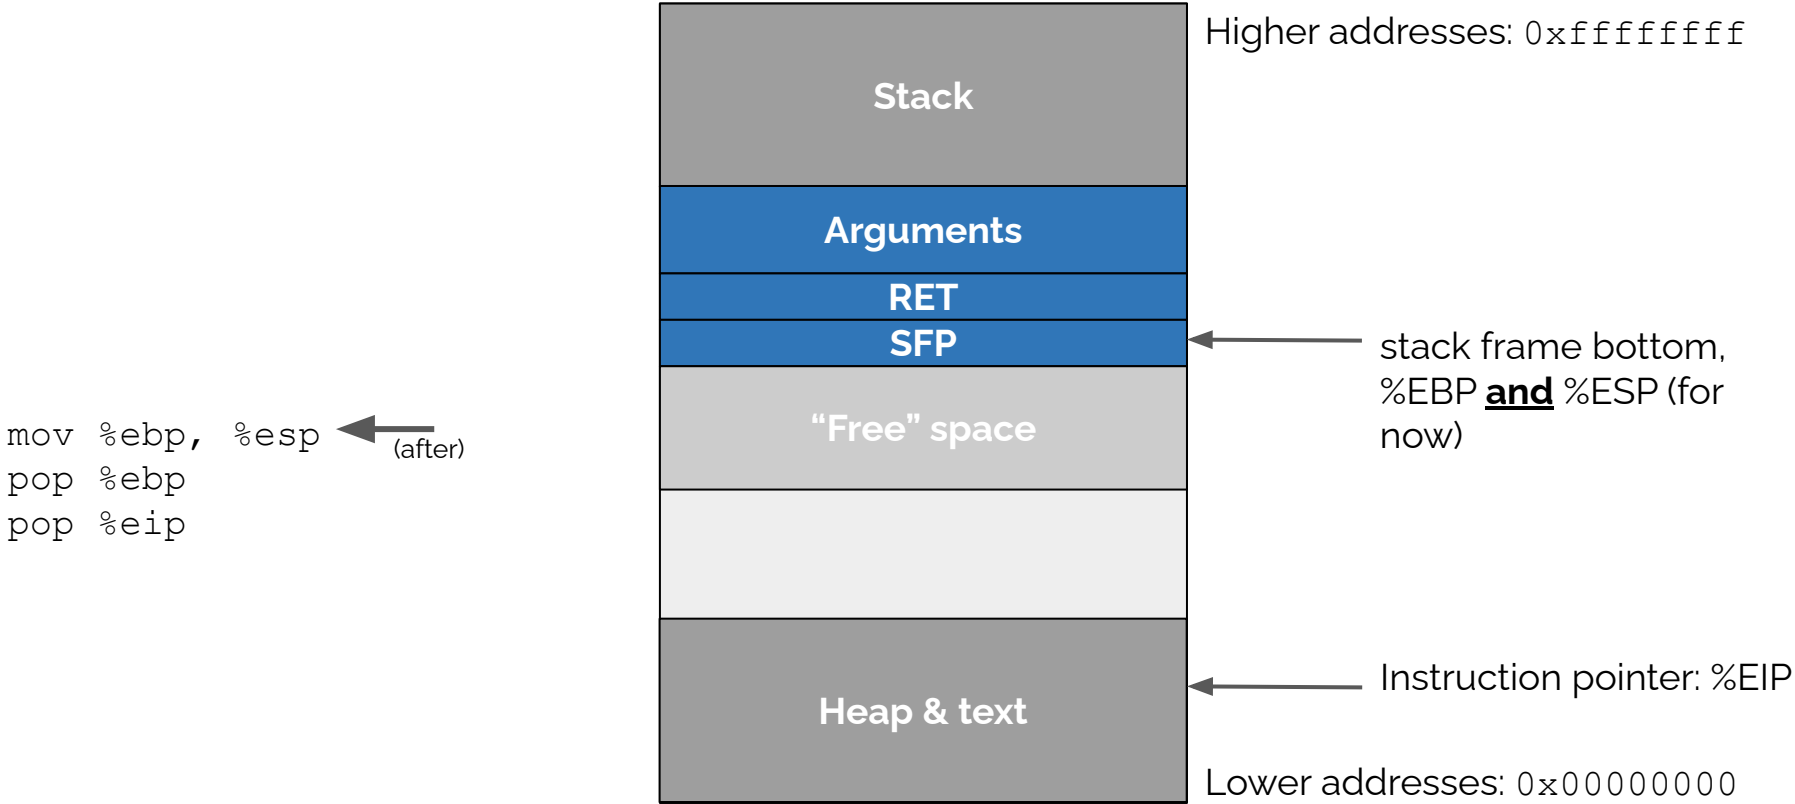 Higher addresses: 0xffffffff
Stack
Arguments
RET
SFP
stack frame bottom,
%EBP and %ESP (for
now)
mov %ebp, %esp
(after)
pop %ebp
pop %eip
“Free” space
Instruction pointer: %EIP
Heap & text
Lower addresses: 0x00000000